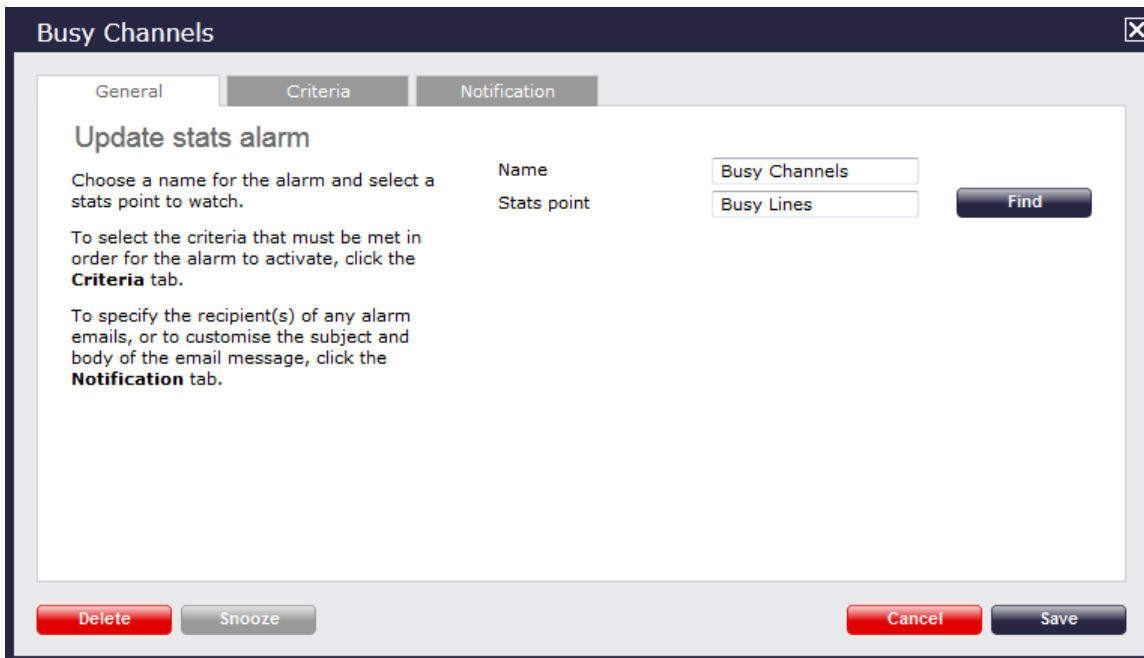 Busy Channels
General
Criteria
Notification
Update stats alarm
Choose a name for the alarm and select a
stats point to watch.
To select the criteria that must be met in
order for the alarm to activate, click the
Criteria tab.
To specify the recipient(s) of any alarm
emails, or to customise the subject and
body of the email message, click the
Notification tab.
Name
Busy Channels
Stats point
Busy Lines
Find
Delete
Snooze
Cancel
Save